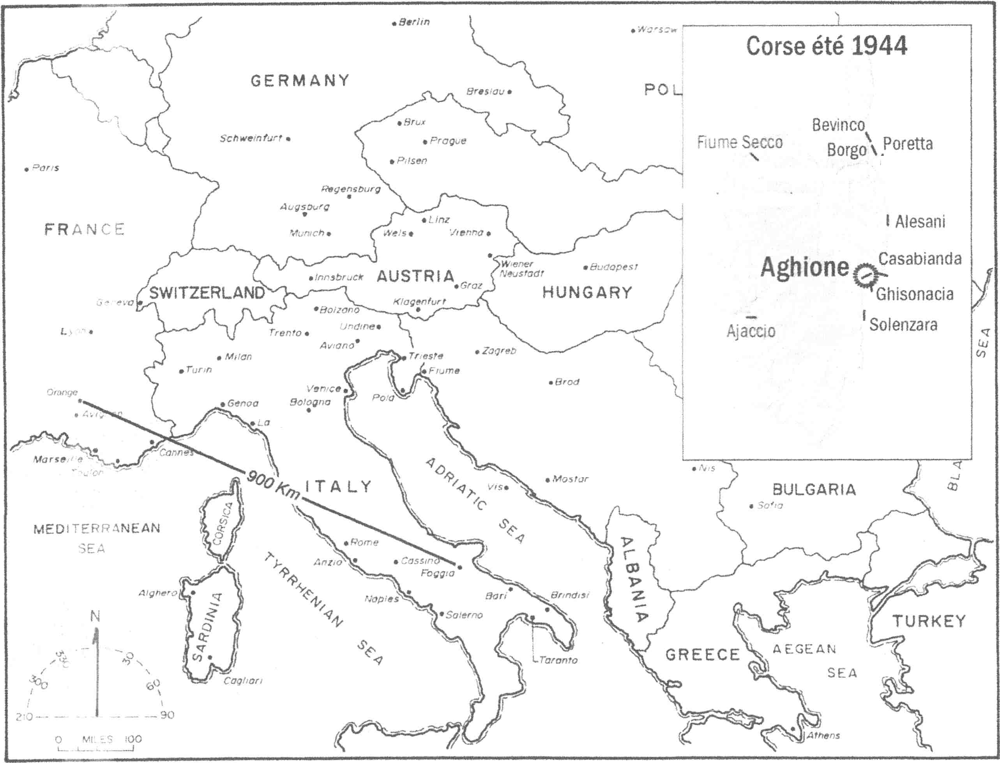 Berlin
Warsaw
Corse été 1944
GERMANY
Breslau
POL
Brux
Bevinco
Schweinfurt
Prague
Fiume Secco
Borgo
Poretta
Pilsen
Paris
Regensburg
Augsburg
Linz
Alesani
FRANCE
Munich
Wels
Vienna
Casabianda
Wiener
Neustadt
Budapest
Aghione
Innsbruck
AUSTRIA
Graz
SWITZERLAND
HUNGARY
Ghisonacia
Geneva
Klagenfurt
Bolzano
Solenzara
Undine
Ajaccio
Lyon
Trento
Aviano
SEA
Zagreb
Milan
Trieste
Turin
Fiume
Brod
Orange
Venice
Pola
Genoa
Bologna
Avignon
La
Cannes
Marseille
Toulon
900 Km
ITALY
ADRIATIC
SEA
Vis
Mostar
Nis
BULGARIA
BLA
Sofia
CORSICA
MEDITERRANEAN
SEA
Rome
Anzio
Cassino
Foggia
TYRRHENIAN
SEA
ALBANIA
Alghero
Naples
Bari
Brindisi
SARDINIA
Salerno
N
TURKEY
GREECE
AEGEAN
SEA
Taranto
Cagliari
330
30
300
60
210
90
0 MILES 100
Athens